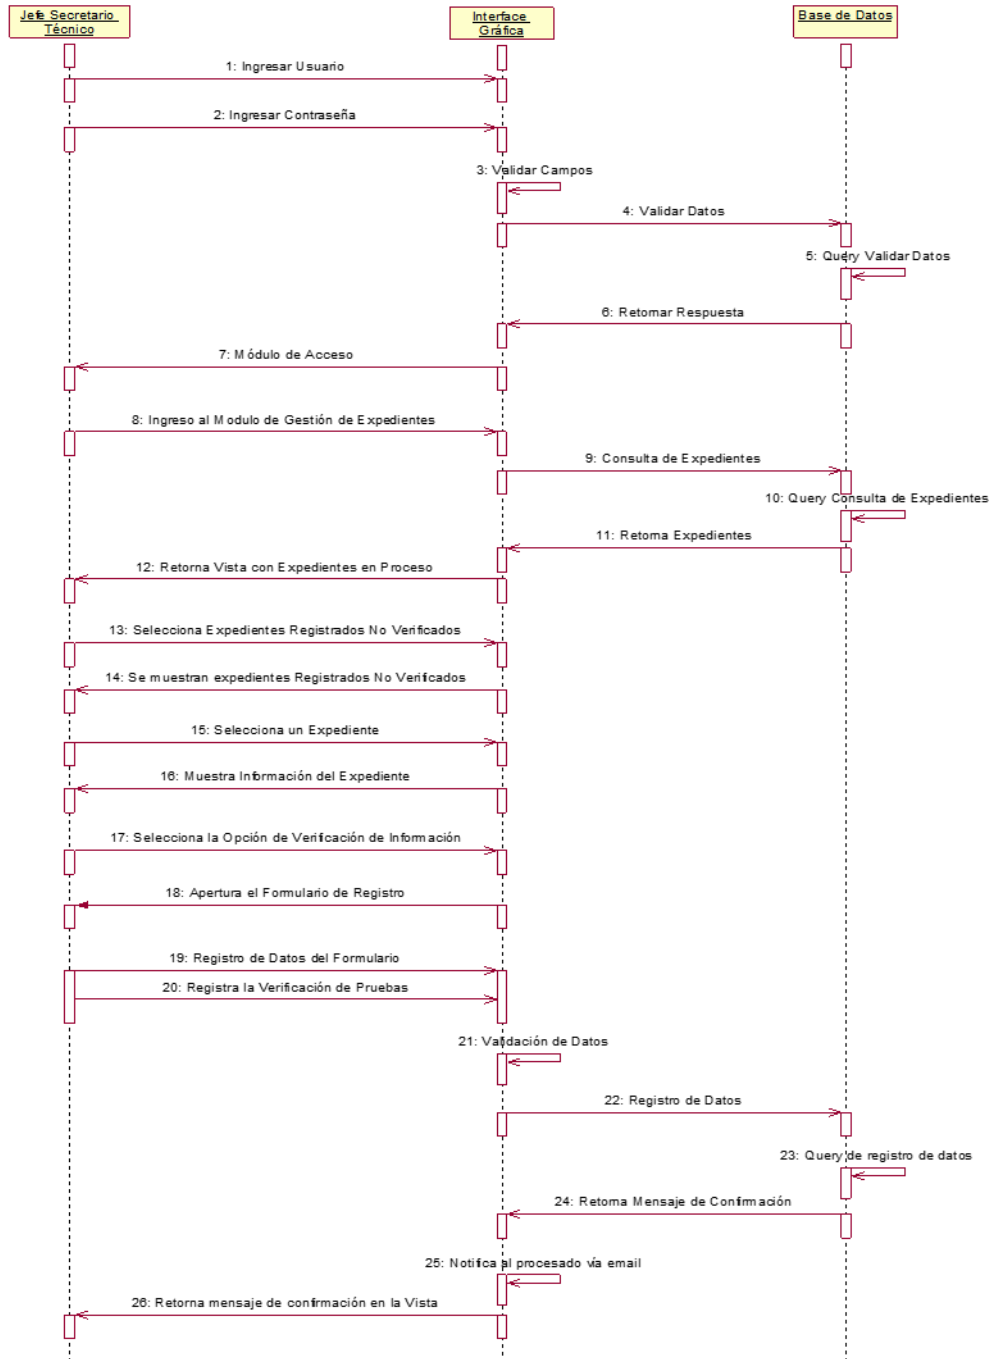 Jefe Secretario
Técnico
Interface
Gráfica
Base de Datos
1: Ingresar Usuario
2: Ingresar Contraseña
3: Validar Campos
4: Validar Datos
5: Query Validar Datos
6: Retornar Respuesta
7: Módulo de Acceso
8: Ingreso al Modulo de Gestión de Expedientes
9: Consulta de Expedientes
10: Query Consulta de Expedientes
11: Retorna Expedientes
12: Retorna Vista con Expedientes en Proceso
13: Selecciona Expedientes Registrados No Verificados
14: Se muestran expedientes Registrados No Verificados
15: Selecciona un Expediente
16: Muestra Información del Expediente
17: Selecciona la Opción de Verificación de Información
18: Apertura el Formulario de Registro
19: Registro de Datos del Formulario
20: Registra la Verificación de Pruebas
21: Validación de Datos
22: Registro de Datos
23: Query de registro de datos
24: Retorna Mensaje de Confirmación
25: Notifica al procesado vía email
26: Retorna mensaje de confirmación en la Vista